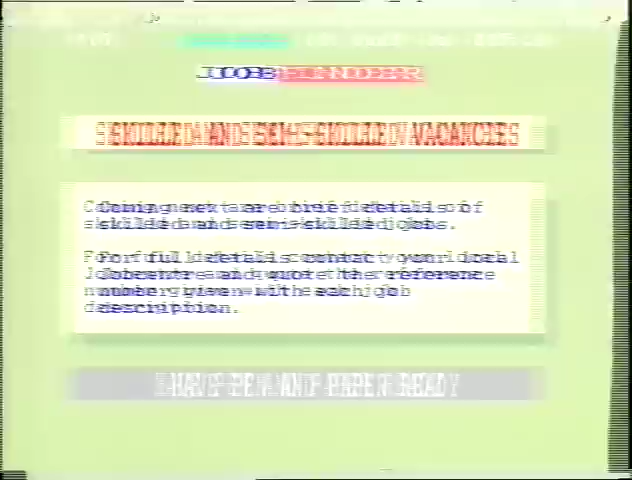 JOBFINDER
SKILLED AND SEMI-SKILLED VACANCIES
Coming next are brief details of
skilled and semi-skilled jobs.
For full details contact your local
Jobcentre and quote the reference
number given with each job
description.
HAVE PEN AND PAPER READY